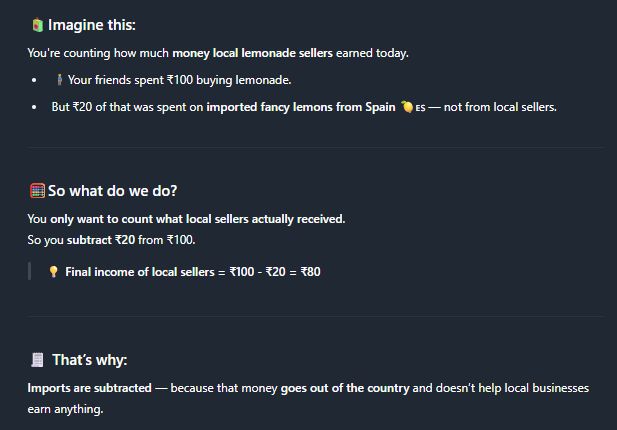 🧃Imagine this:
You're counting how much money local lemonade sellers earned today.
• 🧍Your friends spent ₹100 buying lemonade.
• But ₹20 of that was spent on imported fancy lemons from Spain 🍋ES — not from local sellers.
🧮So what do we do?
You only want to count what local sellers actually received.
So you subtract ₹20 from ₹100.
💡 Final income of local sellers = ₹100 - ₹20 = ₹80
🧾 That’s why:
Imports are subtracted — because that money goes out of the country and doesn’t help local businesses
earn anything.